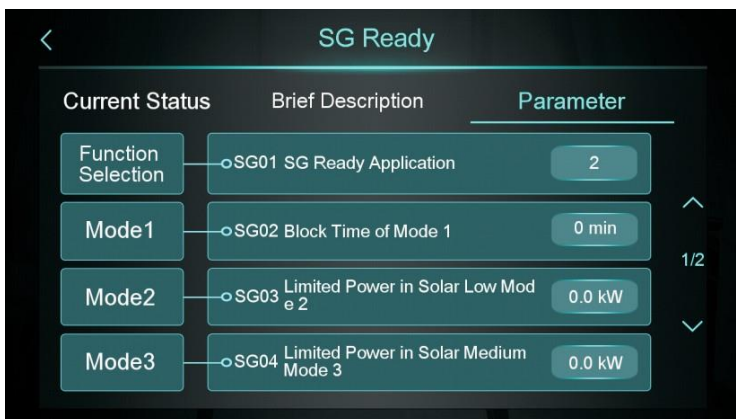 SG Ready
Current Status Brief Description Parameter
Function
Selection
SG01 SG Ready Application 2
Mode1 SG02 Block Time of Mode 1 0 min
1/2
Mode2 SG03 Limited Power in Solar Low Mod
e 2 0.0 kW
Mode3 SG04 Limited Power in Solar Medium
Mode 3 0.0 kW